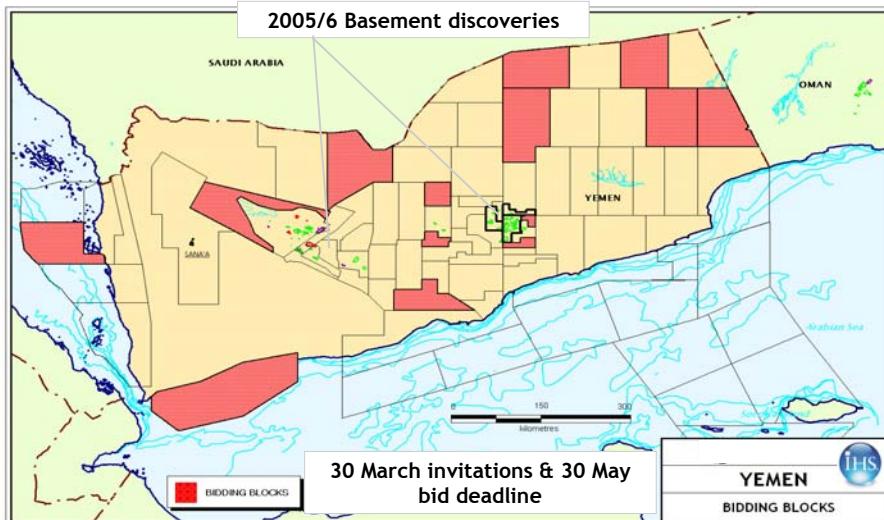 2005/6 Basement discoveries
SAUDI ARABIA
OMAN
YEMEN
SANA'A
Arabian Sea
0 150 300
kilometres
BIDDING BLOCKS
30 March invitations & 30 May
bid deadline
IHS
YEMEN
BIDDING BLOCKS